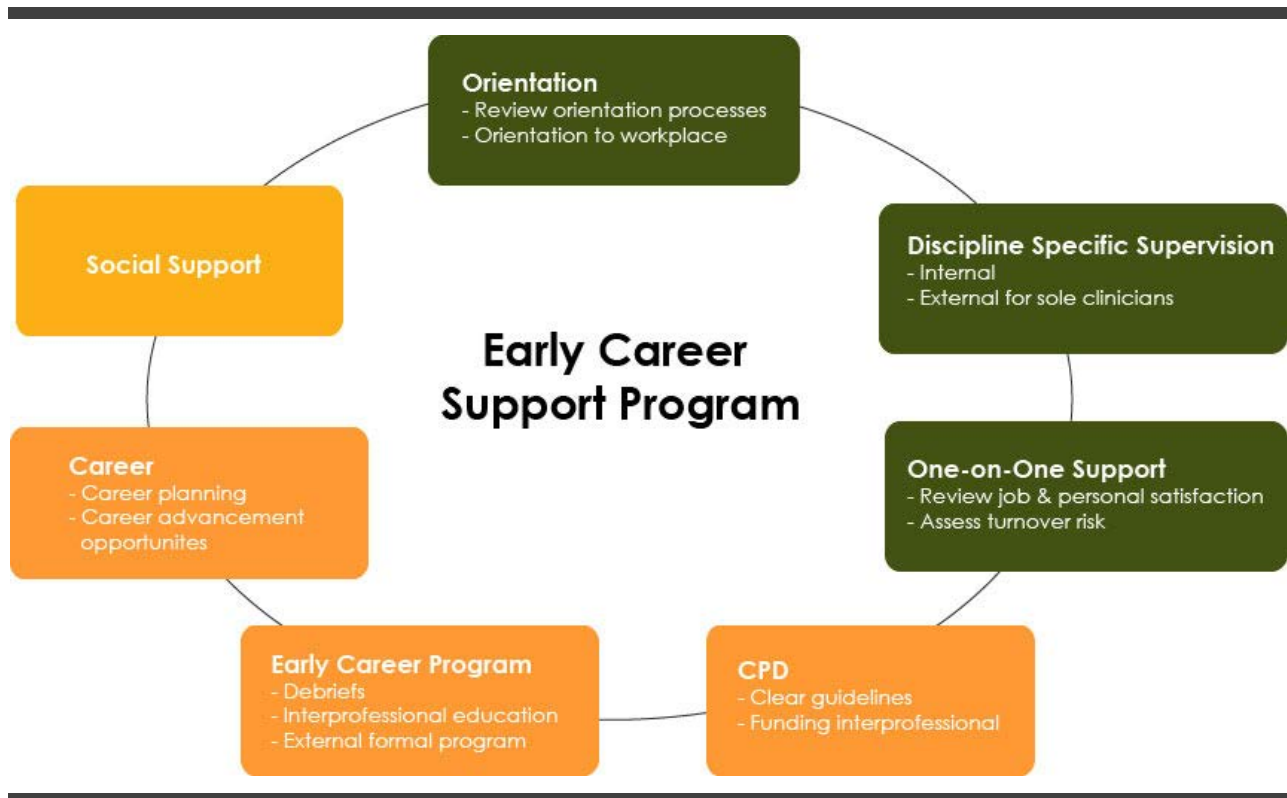 Orientation
- Review orientation processes
- Orientation to workplace
Social Support
Discipline Specific Supervision
- Internal
- External for sole clinicians
Early Career
Support Program
Career
- Career planning
- Career advancement
opportunites
One-on-One Support
- Review job & personal satisfaction
- Assess turnover risk
Early Career Program
- Debriefs
- Interprofessional education
- External formal program
CPD
- Clear guidelines
- Funding interprofessional